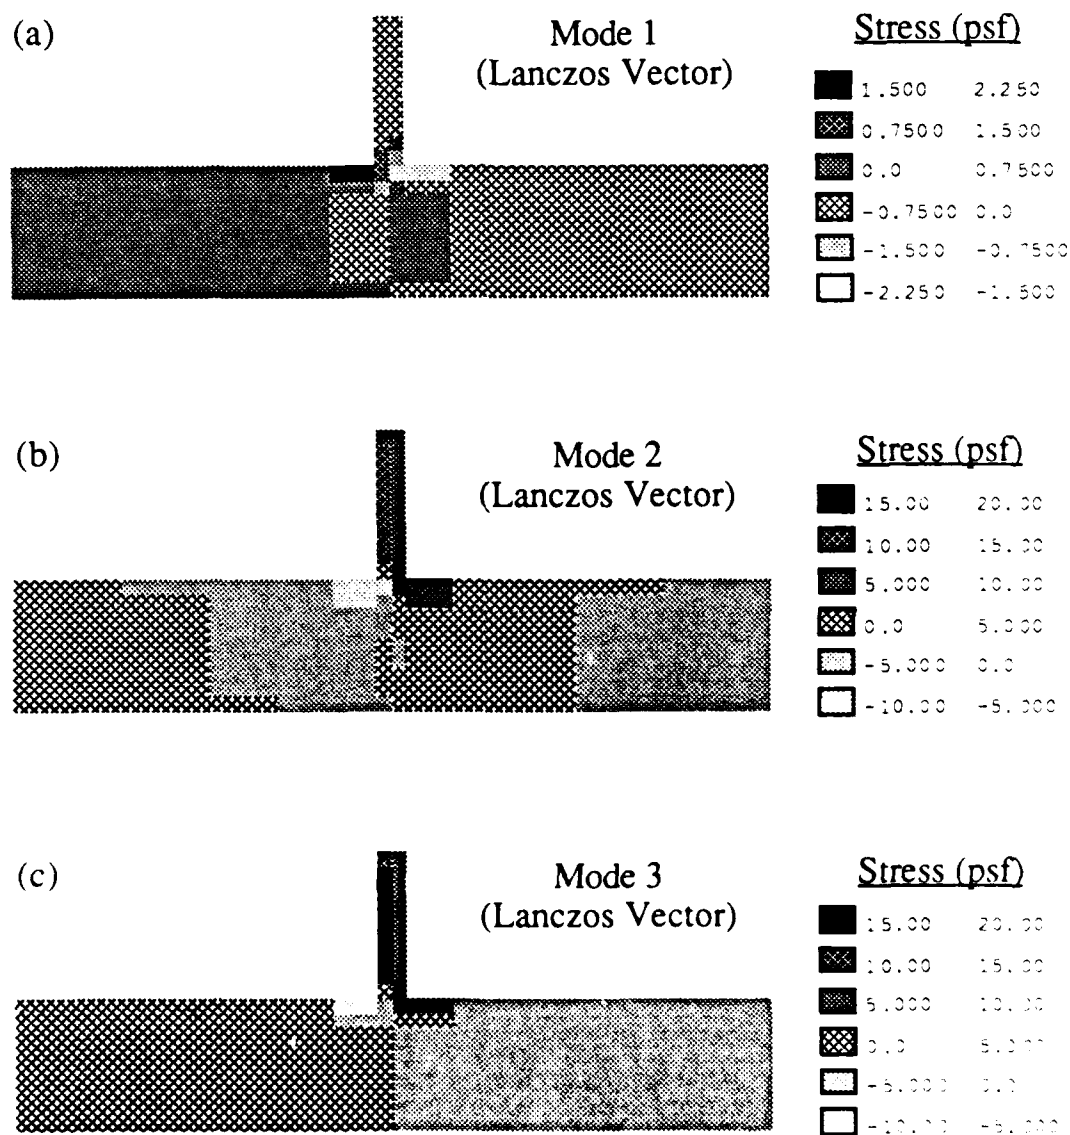 (a)
Mode 1
(Lanczos Vector)
Stress (psf)
1.500 2.250
0.7500 1.500
0.0 0.7500
-0.7500 0.0
-1.500 -0.7500
-2.250 -1.500
(b)
Mode 2
(Lanczos Vector)
Stress (psf)
15.00 20.00
10.00 15.00
5.000 10.00
0.0 5.000
-5.000 0.0
-10.00 -5.000
(c)
Mode 3
(Lanczos Vector)
Stress (psf)
15.00 20.00
10.00 15.00
5.000 10.00
0.0 5.000
-5.000 0.0
-10.00 -5.000